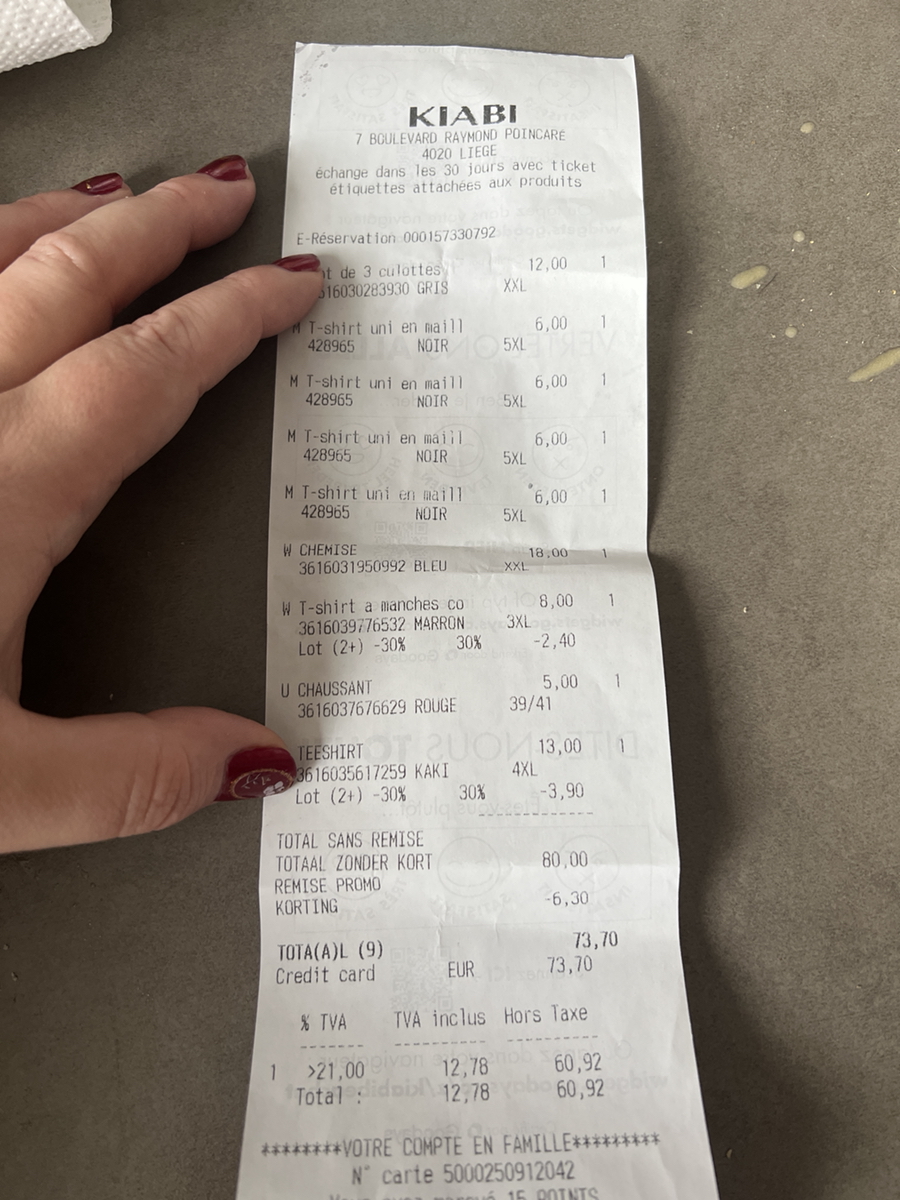 KIABI
7 BOULEVARD RAYMOND POINCARE
4020 LIEGE
échange dans les 30 jours avec ticket
étiquettes attachées aux produits
E-Réservation 000157330792
de 3 culottes 12,00 1
616030283930 GRIS XXL
M T-shirt uni en maill 6,00 1
428965 NOIR 5XL
M T-shirt uni en maill 6,00 1
428965 NOIR 5XL
M T-shirt uni en maill 6,00 1
428965 NOIR 5XL
M T-shirt uni en maill 6,00 1
428965 NOIR 5XL
W CHEMISE 18,00 1
3616031950992 BLEU XXL
W T-shirt a manches co 8,00 1
3616039776532 MARRON 3XL
Lot (2+) -30% 30% -2,40
U CHAUSSANT 5,00 1
3616037676629 ROUGE 39/41
TEESHIRT 13,00 1
3616035617259 KAKI 4XL
Lot (2+) -30% 30% -3,90
------------
TOTAL SANS REMISE
TOTAAL ZONDER KORT 80,00
REMISE PROMO
KORTING -6,30
TOTA(A)L (9) 73,70
Credit card EUR 73,70
% TVA TVA inclus Hors Taxe
------- ---------- ---------
1 >21,00 12,78 60,92
Total : 12,78 60,92
********VOTRE COMPTE EN FAMILLE*********
N° carte 5000250912042
15 POINTS